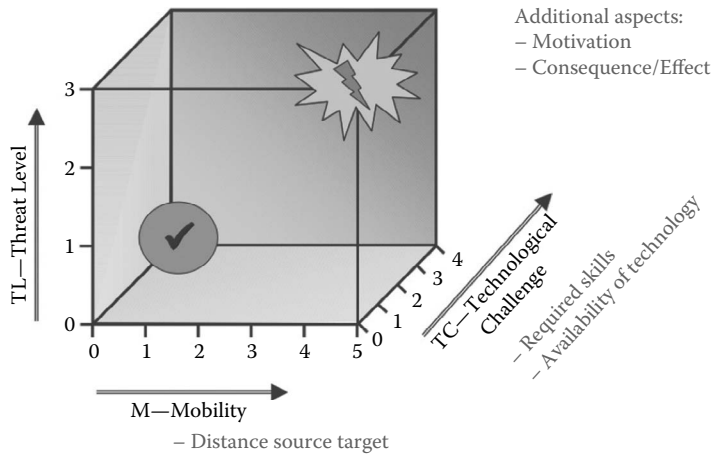 Additional aspects:
– Motivation
– Consequence/Effect
TL—Threat Level
3
2
1
0
0 1 2 3 4 5
0 1 2 3 4
M—Mobility
– Distance source target
TC—Technological
Challenge
– Required skills
– Availability of technology